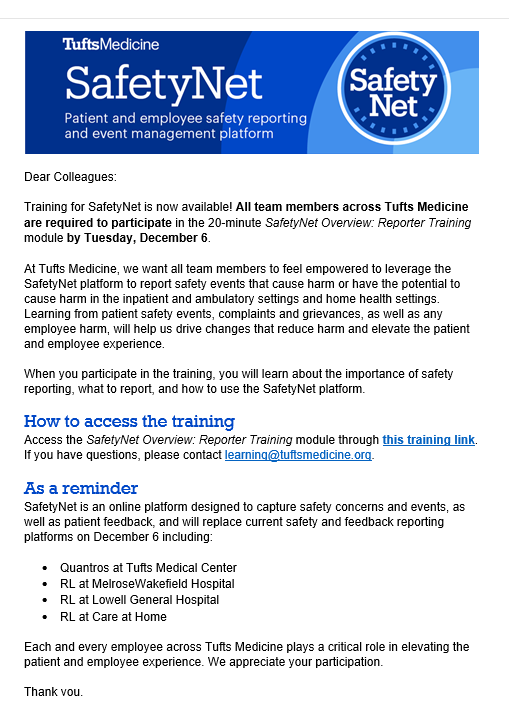 TuftsMedicine
SafetyNet
Patient and employee safety reporting
and event management platform
Safety
Net
Dear Colleagues:
Training for SafetyNet is now available! All team members across Tufts Medicine
are required to participate in the 20-minute SafetyNet Overview: Reporter Training
module by Tuesday, December 6.
At Tufts Medicine, we want all team members to feel empowered to leverage the
SafetyNet platform to report safety events that cause harm or have the potential to
cause harm in the inpatient and ambulatory settings and home health settings.
Learning from patient safety events, complaints and grievances, as well as any
employee harm, will help us drive changes that reduce harm and elevate the patient
and employee experience.
When you participate in the training, you will learn about the importance of safety
reporting, what to report, and how to use the SafetyNet platform.
How to access the training
Access the SafetyNet Overview: Reporter Training module through this training link.
If you have questions, please contact learning@tuftsmedicine.org.
As a reminder
SafetyNet is an online platform designed to capture safety concerns and events, as
well as patient feedback, and will replace current safety and feedback reporting
platforms on December 6 including:
• Quantros at Tufts Medical Center
• RL at MelroseWakefield Hospital
• RL at Lowell General Hospital
• RL at Care at Home
Each and every employee across Tufts Medicine plays a critical role in elevating the
patient and employee experience. We appreciate your participation.
Thank you.